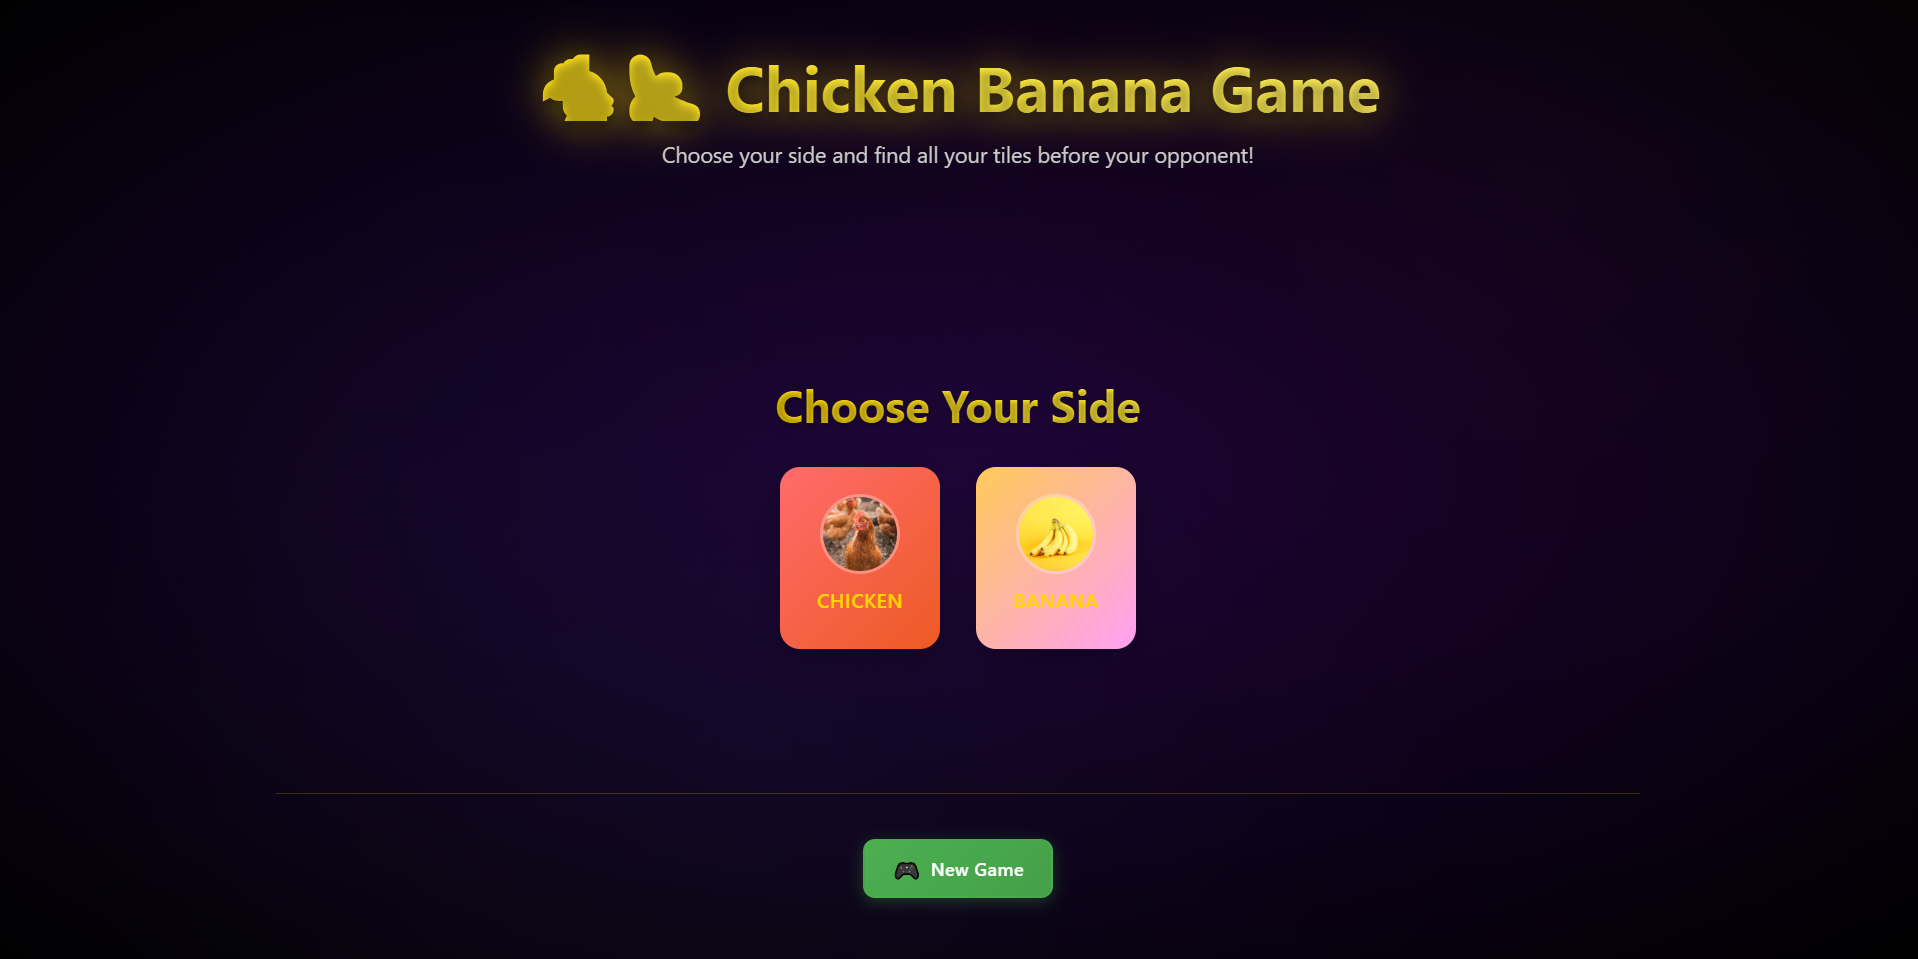 Chicken Banana Game
Choose your side and find all your tiles before your opponent!
Choose Your Side
CHICKEN
BANANA
New Game